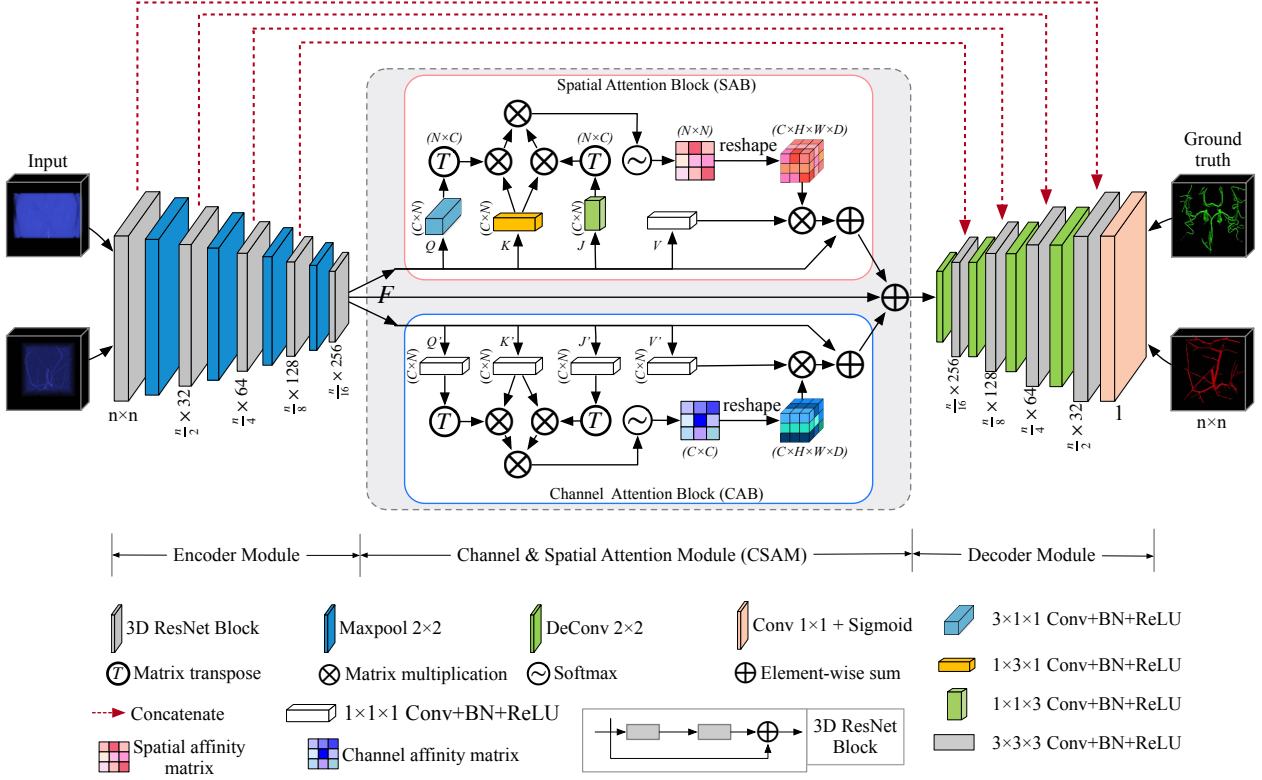 Spatial Attention Block (SAB)
(N×C)
(N×C)
(N×N)
(C×H×W×D)
reshape
T
T
Input
Ground
truth
(C×N)
(C×N)
(C×N)
(C×N)
Q
K
J
V
F
Q'
K'
J'
V'
(C×N)
(C×N)
(C×N)
(C×N)
T
T
reshape
(C×C)
(C×H×W×D)
Channel Attention Block (CAB)
n×n
n/2 × 32
n/4 × 64
n/8 × 128
n/16 × 256
n/16 × 256
n/8 × 128
n/4 × 64
n/2 × 32
1
n×n
Encoder Module
Channel & Spatial Attention Module (CSAM)
Decoder Module
3D ResNet Block
Maxpool 2×2
DeConv 2×2
Conv 1×1 + Sigmoid
3×1×1 Conv+BN+ReLU
T
Matrix transpose
Matrix multiplication
Softmax
Element-wise sum
1×3×1 Conv+BN+ReLU
Concatenate
1×1×1 Conv+BN+ReLU
1×1×3 Conv+BN+ReLU
Spatial affinity
matrix
Channel affinity matrix
3D ResNet
Block
3×3×3 Conv+BN+ReLU